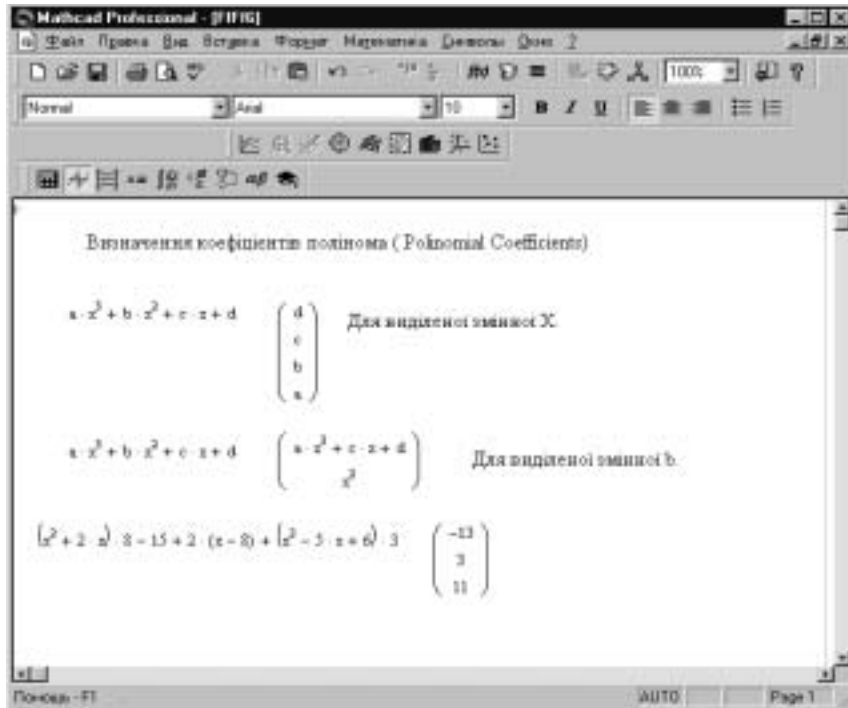 Mathcad Professional - [FIFIG]
Файл Правка Вид Вставка Формат Математика Символы Окно ?
100%
Normal Arial 10 B I U
Визначення коефіцієнтів полінома ( Polinomial Coefficients)
a · x³ + b · x² + c · x + d
d
c
b
a
Для виділеної змінної X.
a · x³ + b · x² + c · x + d
a · x³ + c · x + d
x²
Для виділеної змінної b.
(x² + 2 · x) · 8 − 15 + 2 · (x − 8) + (x² − 5 · x + 6) · 3
−13
3
11
Помощь - F1 AUTO Page 1